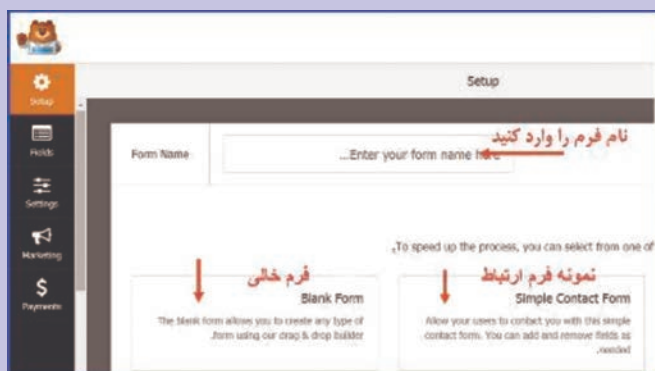 Setup
Setup
Fields
Settings
Marketing
Payments
نام فرم را وارد کنید
Form Name
...Enter your form name here
,To speed up the process, you can select from one of
فرم خالی
Blank Form
The blank form allows you to create any type of
.form using our drag & drop builder
نمونه فرم ارتباط
Simple Contact Form
Allow your users to contact you with this simple
contact form. You can add and remove fields as
.needed